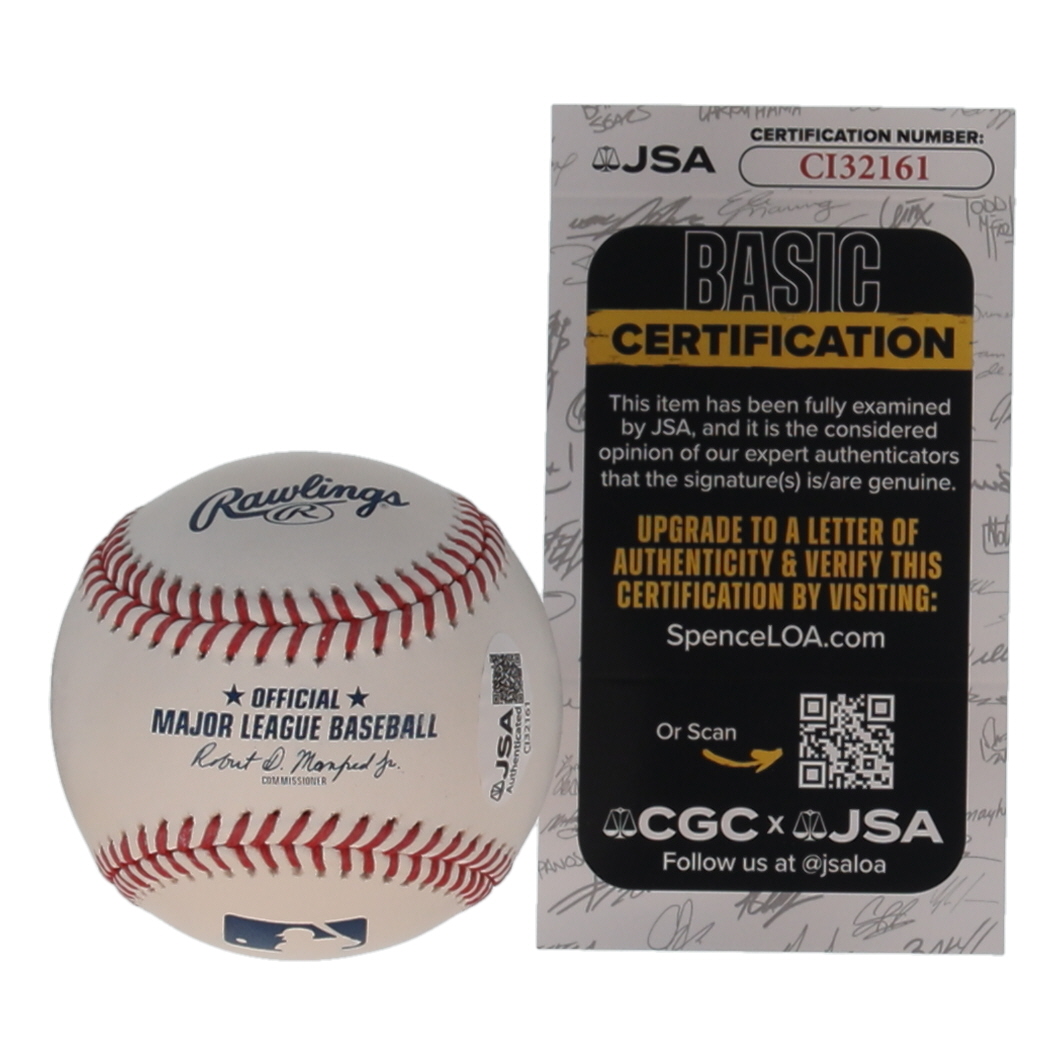 Rawlings
R
OFFICIAL
MAJOR LEAGUE BASEBALL
Robert D. Manfred Jr.
COMMISSIONER
JSA
Authenticated
CI32161
CERTIFICATION NUMBER:
JSA
CI32161
BASIC
CERTIFICATION
This item has been fully examined
by JSA, and it is the considered
opinion of our expert authenticators
that the signature(s) is/are genuine.
UPGRADE TO A LETTER OF
AUTHENTICITY & VERIFY THIS
CERTIFICATION BY VISITING:
SpenceLOA.com
Or Scan
CGC x JSA
Follow us at @jsaloa